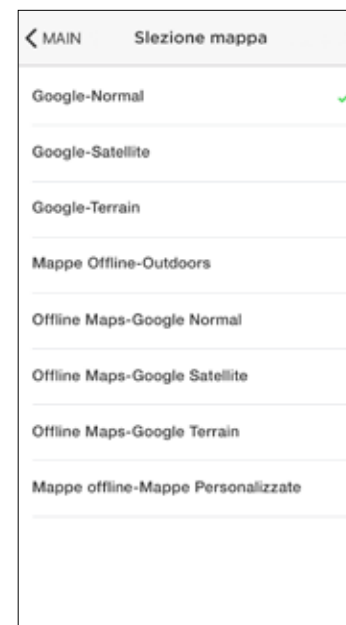 MAIN Slezione mappa
Google-Normal
Google-Satellite
Google-Terrain
Mappe Offline-Outdoors
Offline Maps-Google Normal
Offline Maps-Google Satellite
Offline Maps-Google Terrain
Mappe offline-Mappe Personalizzate